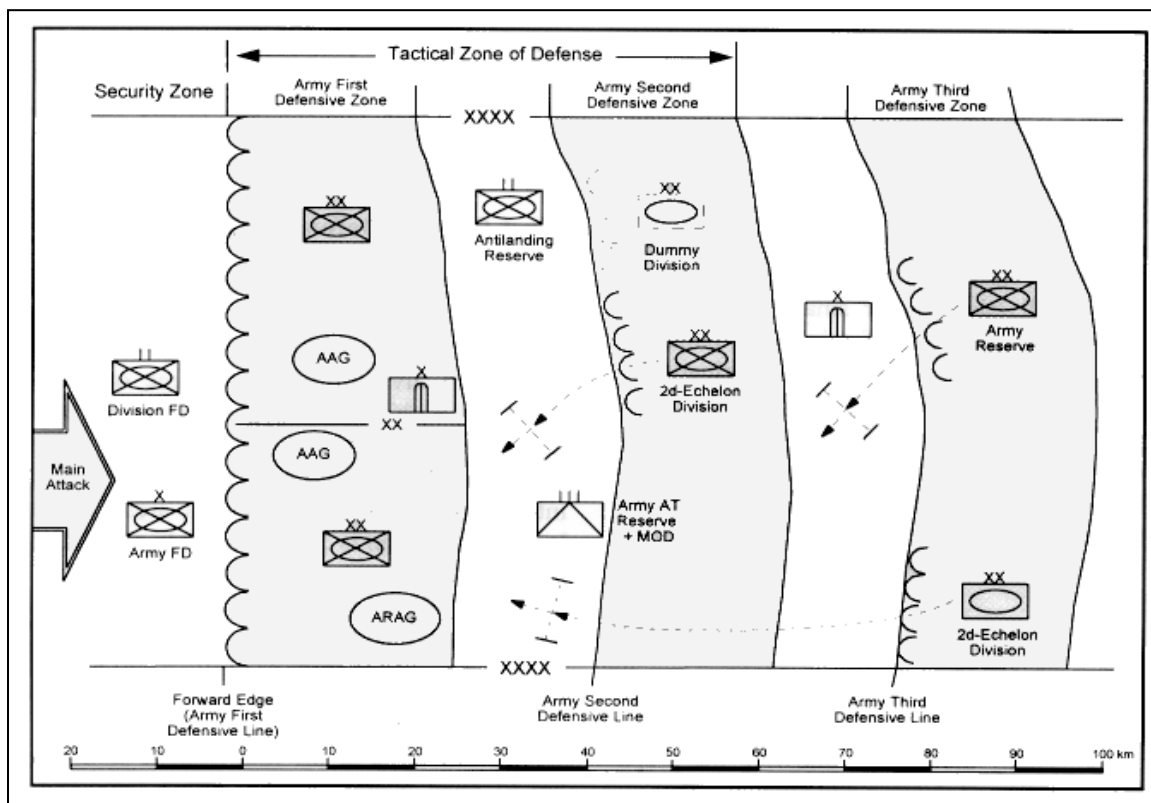 Tactical Zone of Defense
Security Zone
Army First
Defensive Zone
XXXX
Army Second
Defensive Zone
Army Third
Defensive Zone
XX
II
Antilanding
Reserve
XX
Dummy
Division
XX
Army
Reserve
X
AAG
X
XX
2d-Echelon
Division
II
Division FD
XX
AAG
Main
Attack
X
Army FD
XX
III
Army AT
Reserve
+ MOD
ARAG
XX
2d-Echelon
Division
XXXX
Forward Edge
(Army First
Defensive Line)
Army Second
Defensive Line
Army Third
Defensive Line
20 10 0 10 20 30 40 50 60 70 80 90 100 km